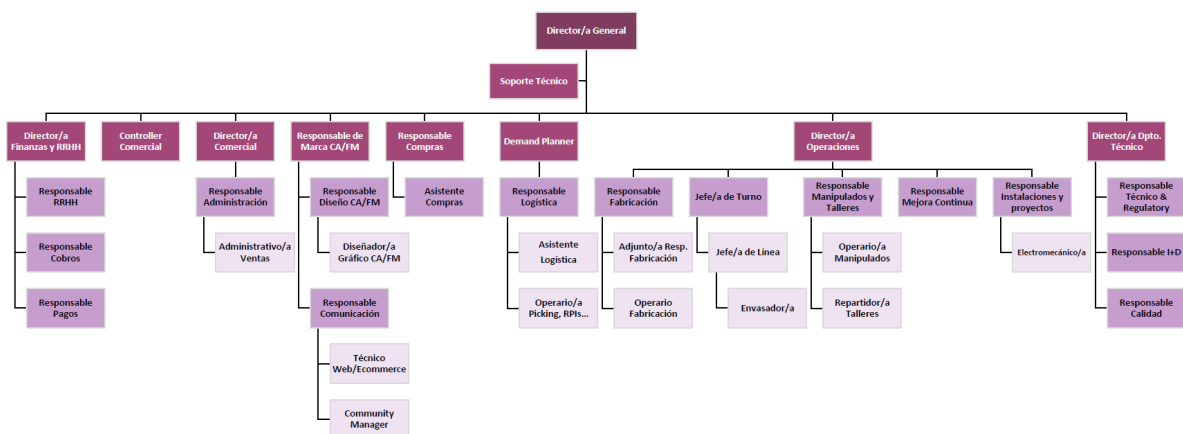 Director/a General
Soporte Técnico
Director/a
Finanzas y RRHH
Controller
Comercial
Director/a
Comercial
Responsable de
Marca CA/FM
Responsable
Compras
Demand Planner
Director/a
Operaciones
Director/a Dpto.
Técnico
Responsable
RRHH
Responsable
Administración
Responsable
Diseño CA/FM
Asistente
Compras
Responsable
Logística
Responsable
Fabricación
Jefe/a de Turno
Responsable
Manipulados y
Talleres
Responsable
Mejora Continua
Responsable
Instalaciones y
proyectos
Responsable
Técnico &
Regulatory
Responsable
Cobros
Administrativo/a
Ventas
Diseñador/a
Gráfico CA/FM
Asistente
Logística
Adjunto/a Resp.
Fabricación
Jefe/a de Línea
Operario/a
Manipulados
Electromecánico/a
Responsable I+D
Responsable
Pagos
Responsable
Comunicación
Operario/a
Picking, RPIs...
Operario
Fabricación
Envasador/a
Repartidor/a
Talleres
Responsable
Calidad
Técnico
Web/Ecommerce
Community
Manager